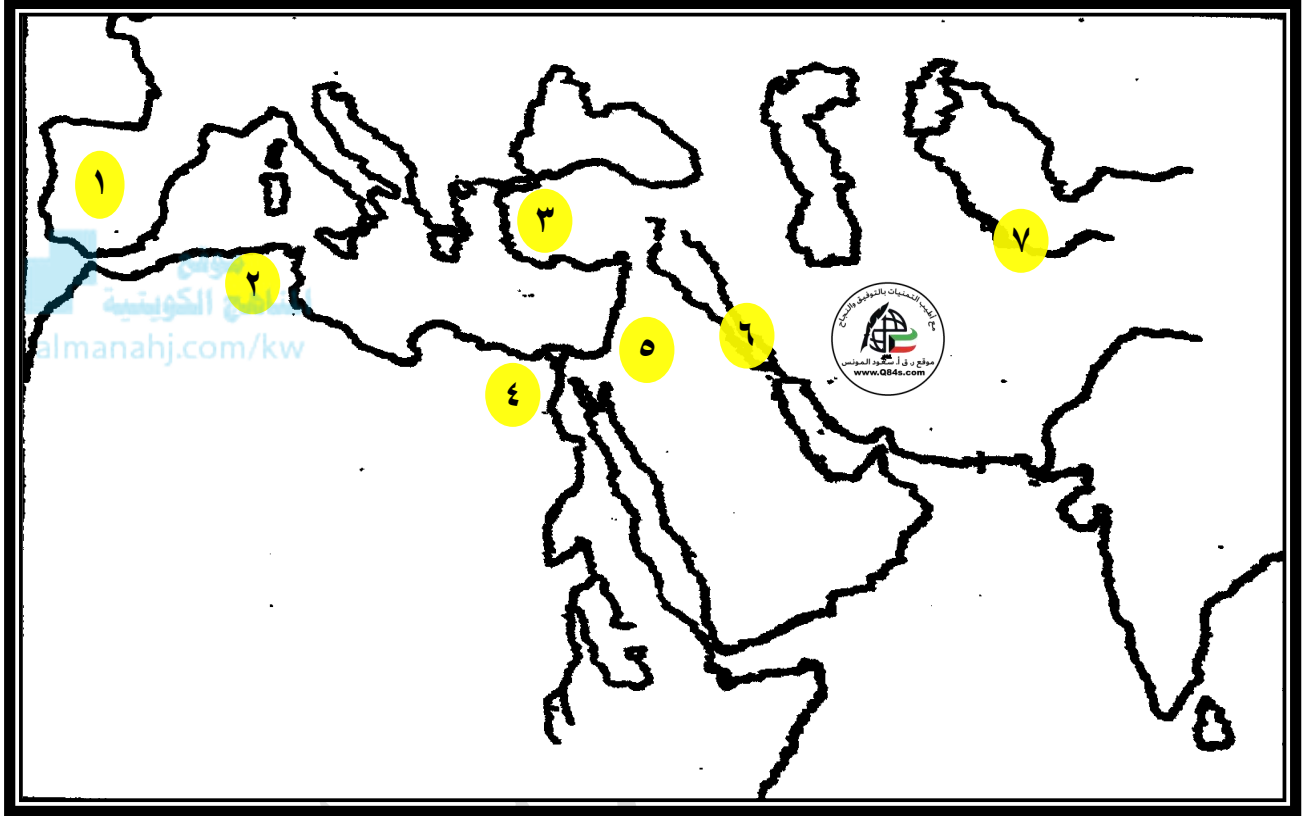 ١
٢
٣
٤
٥
٦
٧
موقع
المناهج الكويتية
almanahj.com/kw
مع أطيب التمنيات بالتوفيق والنجاح
موقع ر. ق أ. سعود المونس
www.Q84s.com